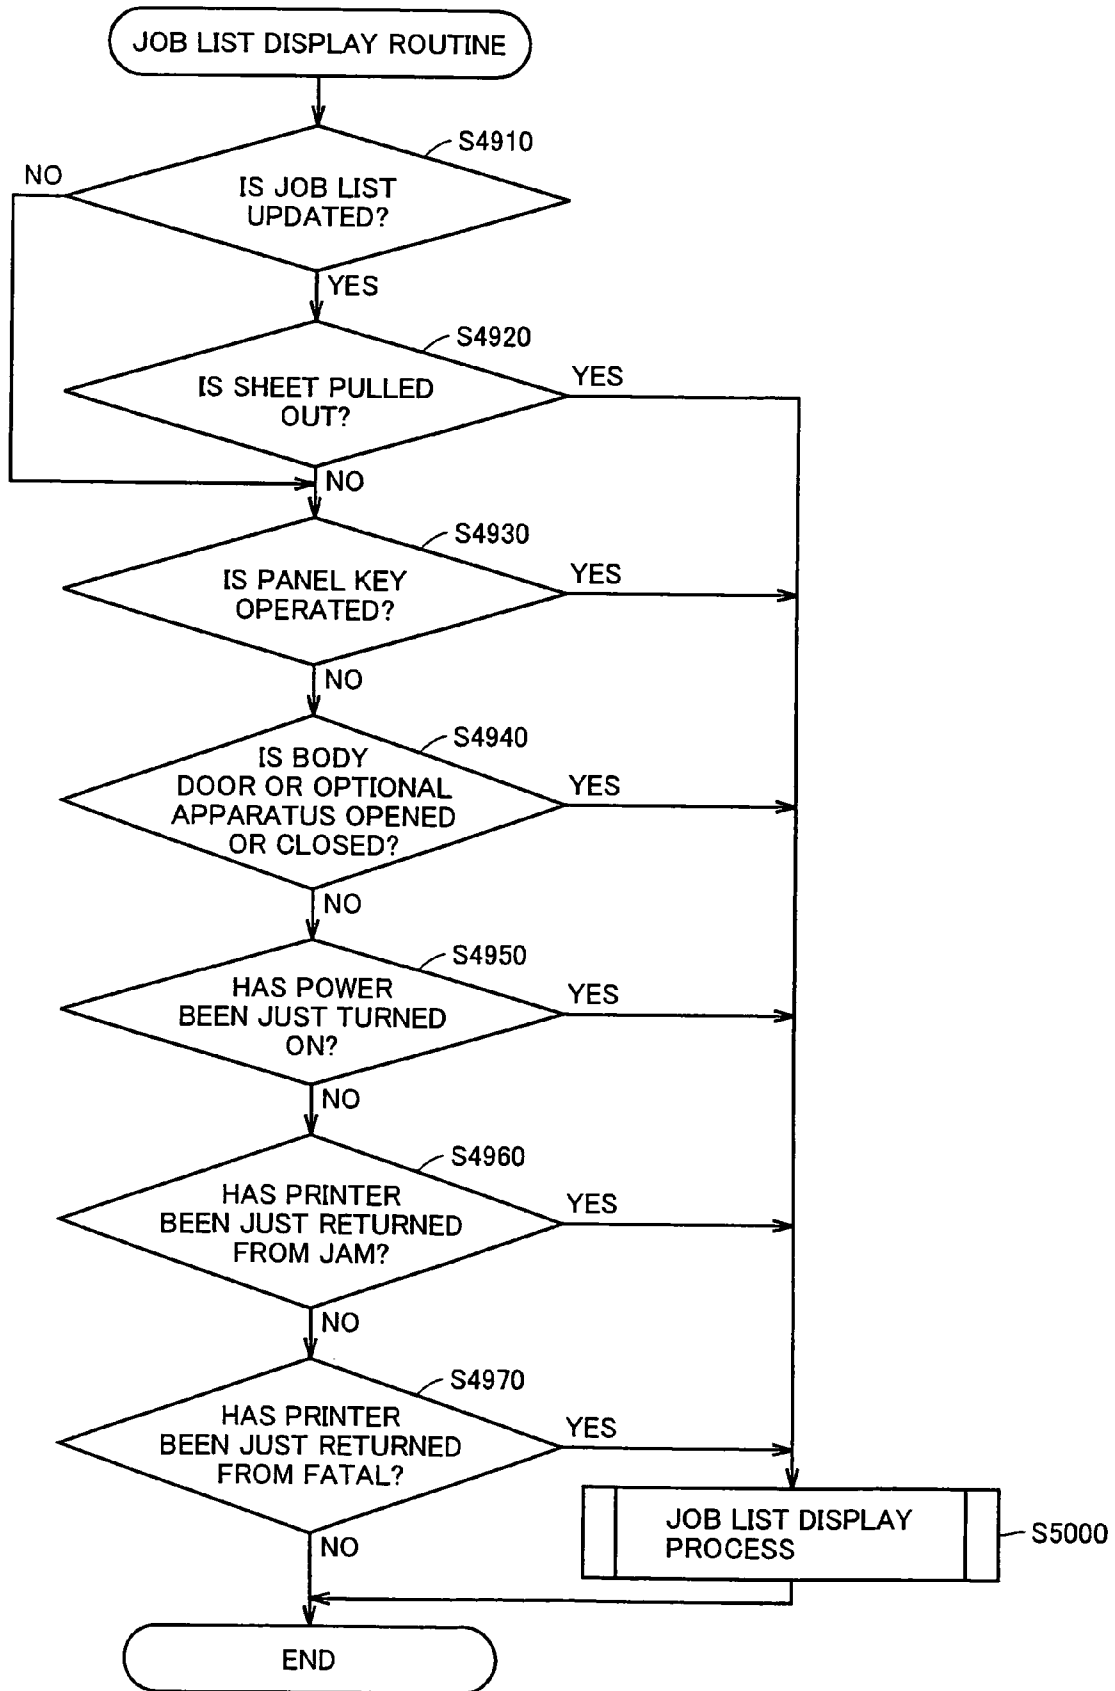 JOB LIST DISPLAY ROUTINE
S4910
NO
IS JOB LIST
UPDATED?
YES
S4920
IS SHEET PULLED
OUT?
YES
NO
S4930
IS PANEL KEY
OPERATED?
YES
NO
S4940
IS BODY
DOOR OR OPTIONAL
APPARATUS OPENED
OR CLOSED?
YES
NO
S4950
HAS POWER
BEEN JUST TURNED
ON?
YES
NO
S4960
HAS PRINTER
BEEN JUST RETURNED
FROM JAM?
YES
NO
S4970
HAS PRINTER
BEEN JUST RETURNED
FROM FATAL?
YES
NO
JOB LIST DISPLAY
PROCESS
S5000
END